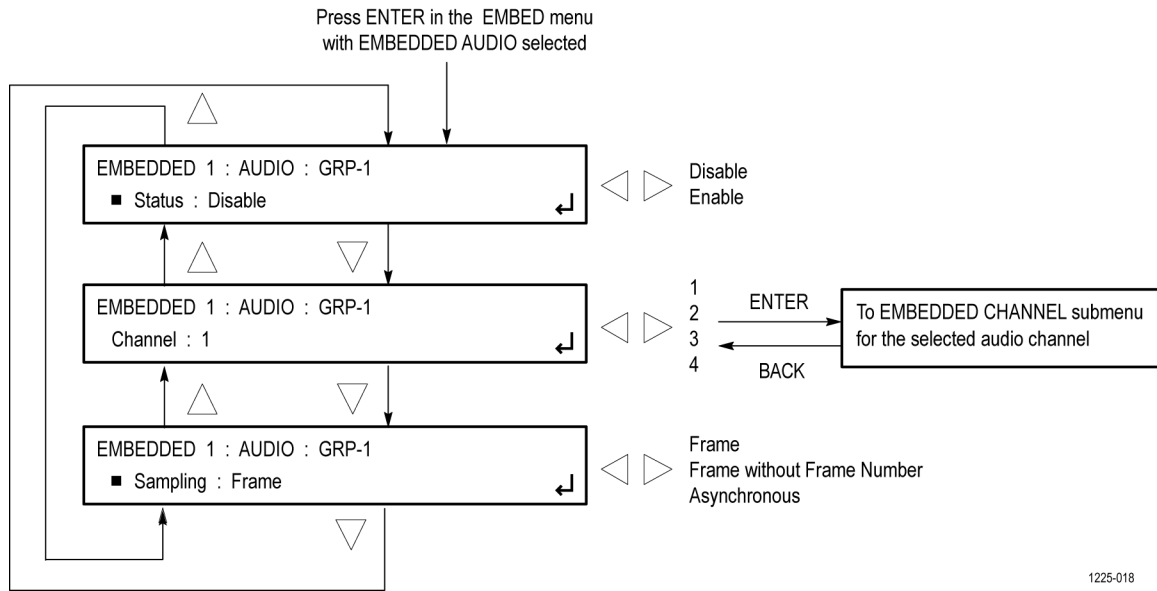 Press ENTER in the EMBED menu
with EMBEDDED AUDIO selected
EMBEDDED 1 : AUDIO : GRP-1
■ Status : Disable
Disable
Enable
EMBEDDED 1 : AUDIO : GRP-1
Channel : 1
1
2
3
4
ENTER
BACK
To EMBEDDED CHANNEL submenu
for the selected audio channel
EMBEDDED 1 : AUDIO : GRP-1
■ Sampling : Frame
Frame
Frame without Frame Number
Asynchronous
1225-018